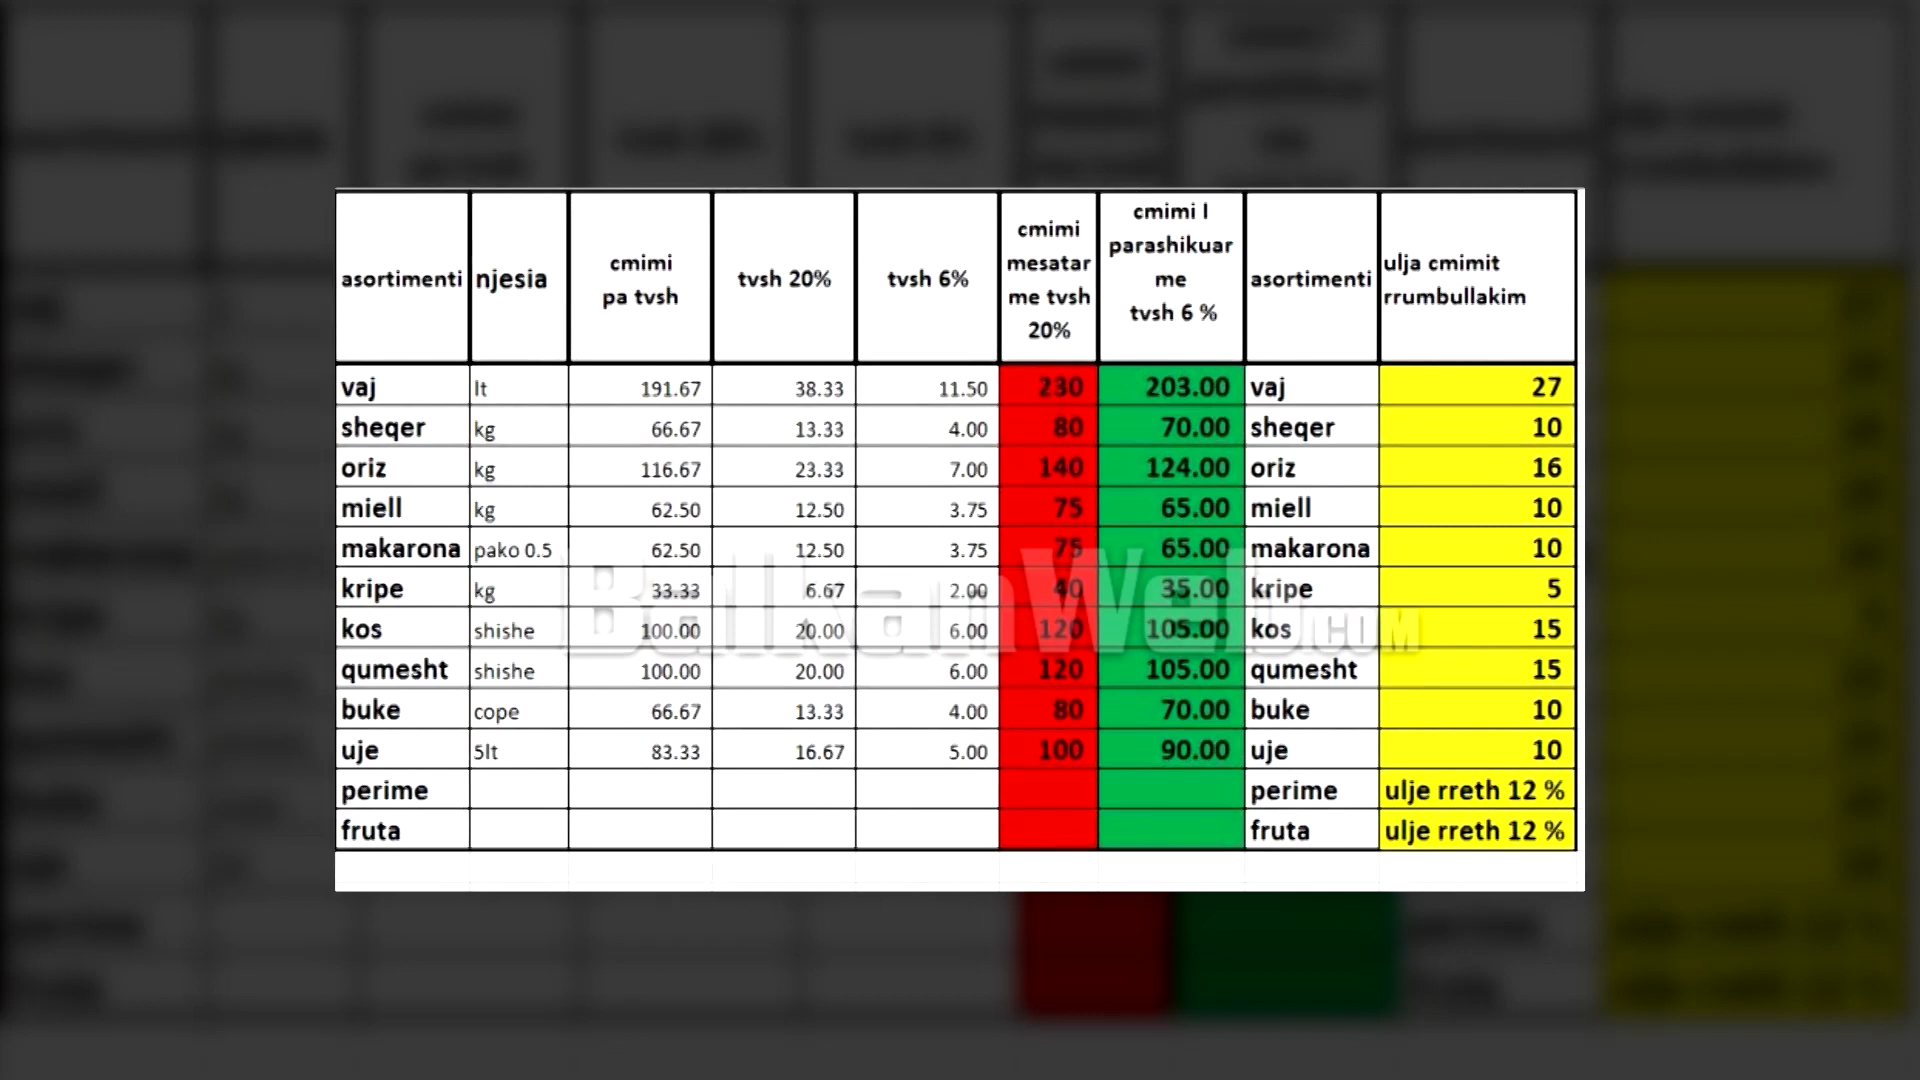 asortimenti njesia cmimi pa tvsh tvsh 20% tvsh 6% cmimi mesatar me tvsh 20% cmimi I parashikuar me tvsh 6 % asortimenti ulja cmimit rrumbullakim
vaj lt 191.67 38.33 11.50 230 203.00 vaj 27
sheqer kg 66.67 13.33 4.00 80 70.00 sheqer 10
oriz kg 116.67 23.33 7.00 140 124.00 oriz 16
miell kg 62.50 12.50 3.75 75 65.00 miell 10
makarona pako 0.5 62.50 12.50 3.75 75 65.00 makarona 10
kripe kg 33.33 6.67 2.00 40 35.00 kripe 5
kos shishe 100.00 20.00 6.00 120 105.00 kos 15
qumesht shishe 100.00 20.00 6.00 120 105.00 qumesht 15
buke cope 66.67 13.33 4.00 80 70.00 buke 10
uje 5lt 83.33 16.67 5.00 100 90.00 uje 10
perime perime ulje rreth 12 %
fruta fruta ulje rreth 12 %
BalkanWeb.COM